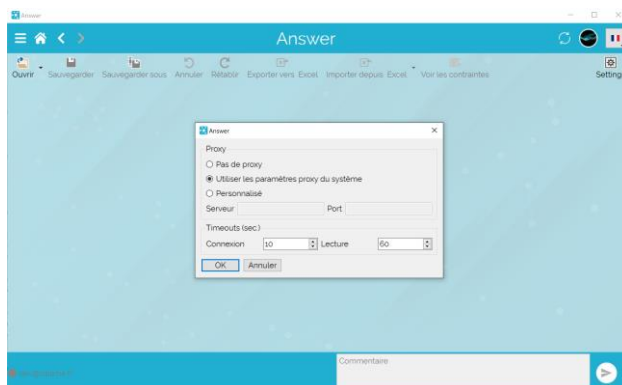 Answer
Answer
Ouvrir Sauvegarder Sauvegarder sous Annuler Rétablir Exporter vers Excel Importer depuis Excel Voir les contraintes Setting
Answer
Proxy
Pas de proxy
Utiliser les paramètres proxy du système
Personnalisé
Serveur Port
Timeouts (sec.)
Connexion 10 Lecture 60
OK Annuler
Commentaire